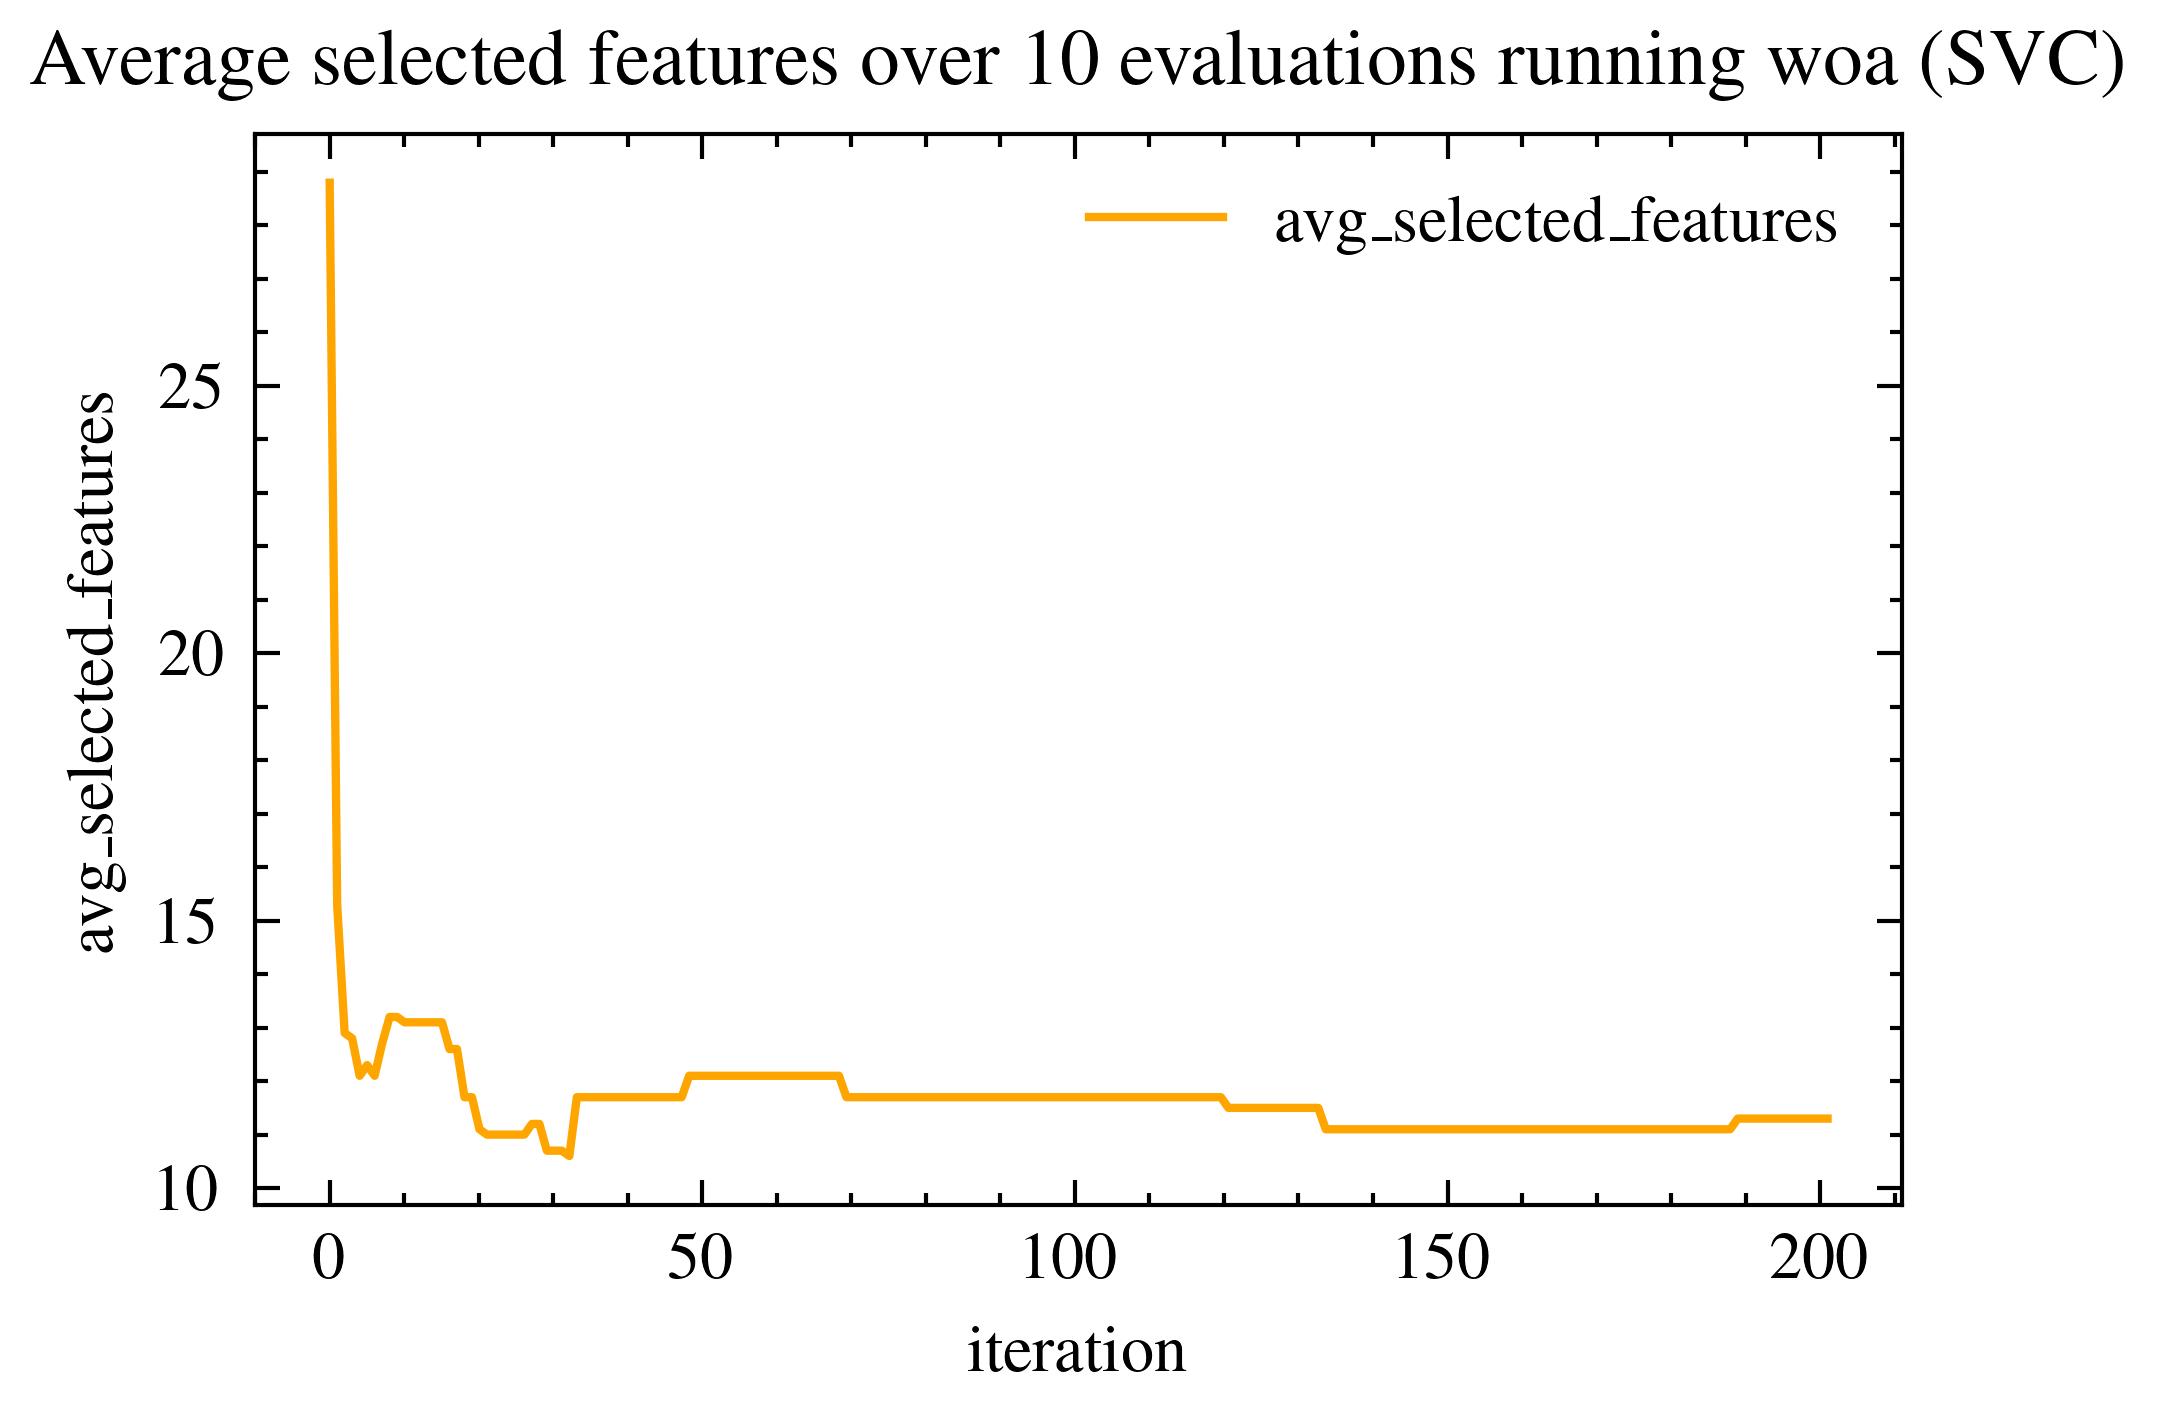 Average selected features over 10 evaluations running woa (SVC)
avg_selected_features
avg_selected_features
25
20
15
10
0 50 100 150 200
iteration